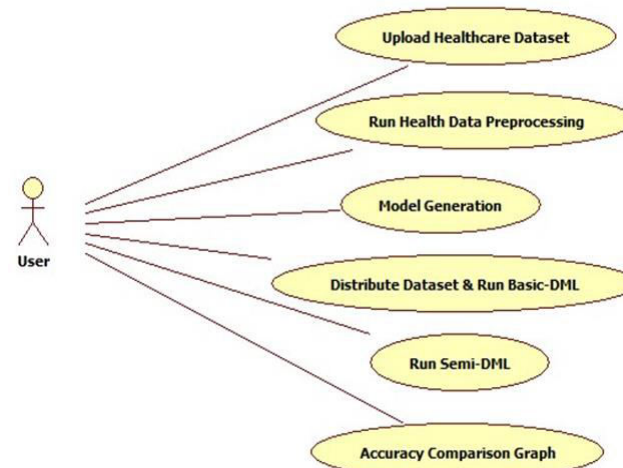 Upload Healthcare Dataset
Run Health Data Preprocessing
Model Generation
User
Distribute Dataset & Run Basic-DML
Run Semi-DML
Accuracy Comparison Graph